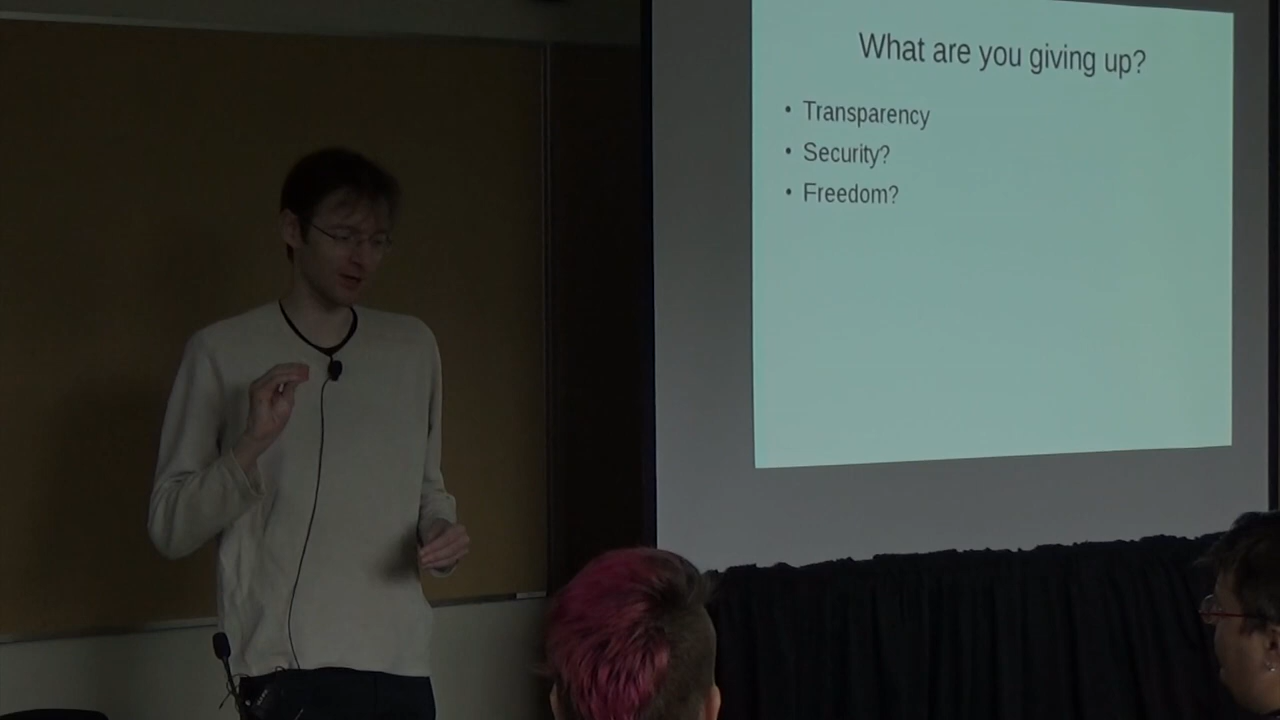 What are you giving up?
• Transparency
• Security?
• Freedom?